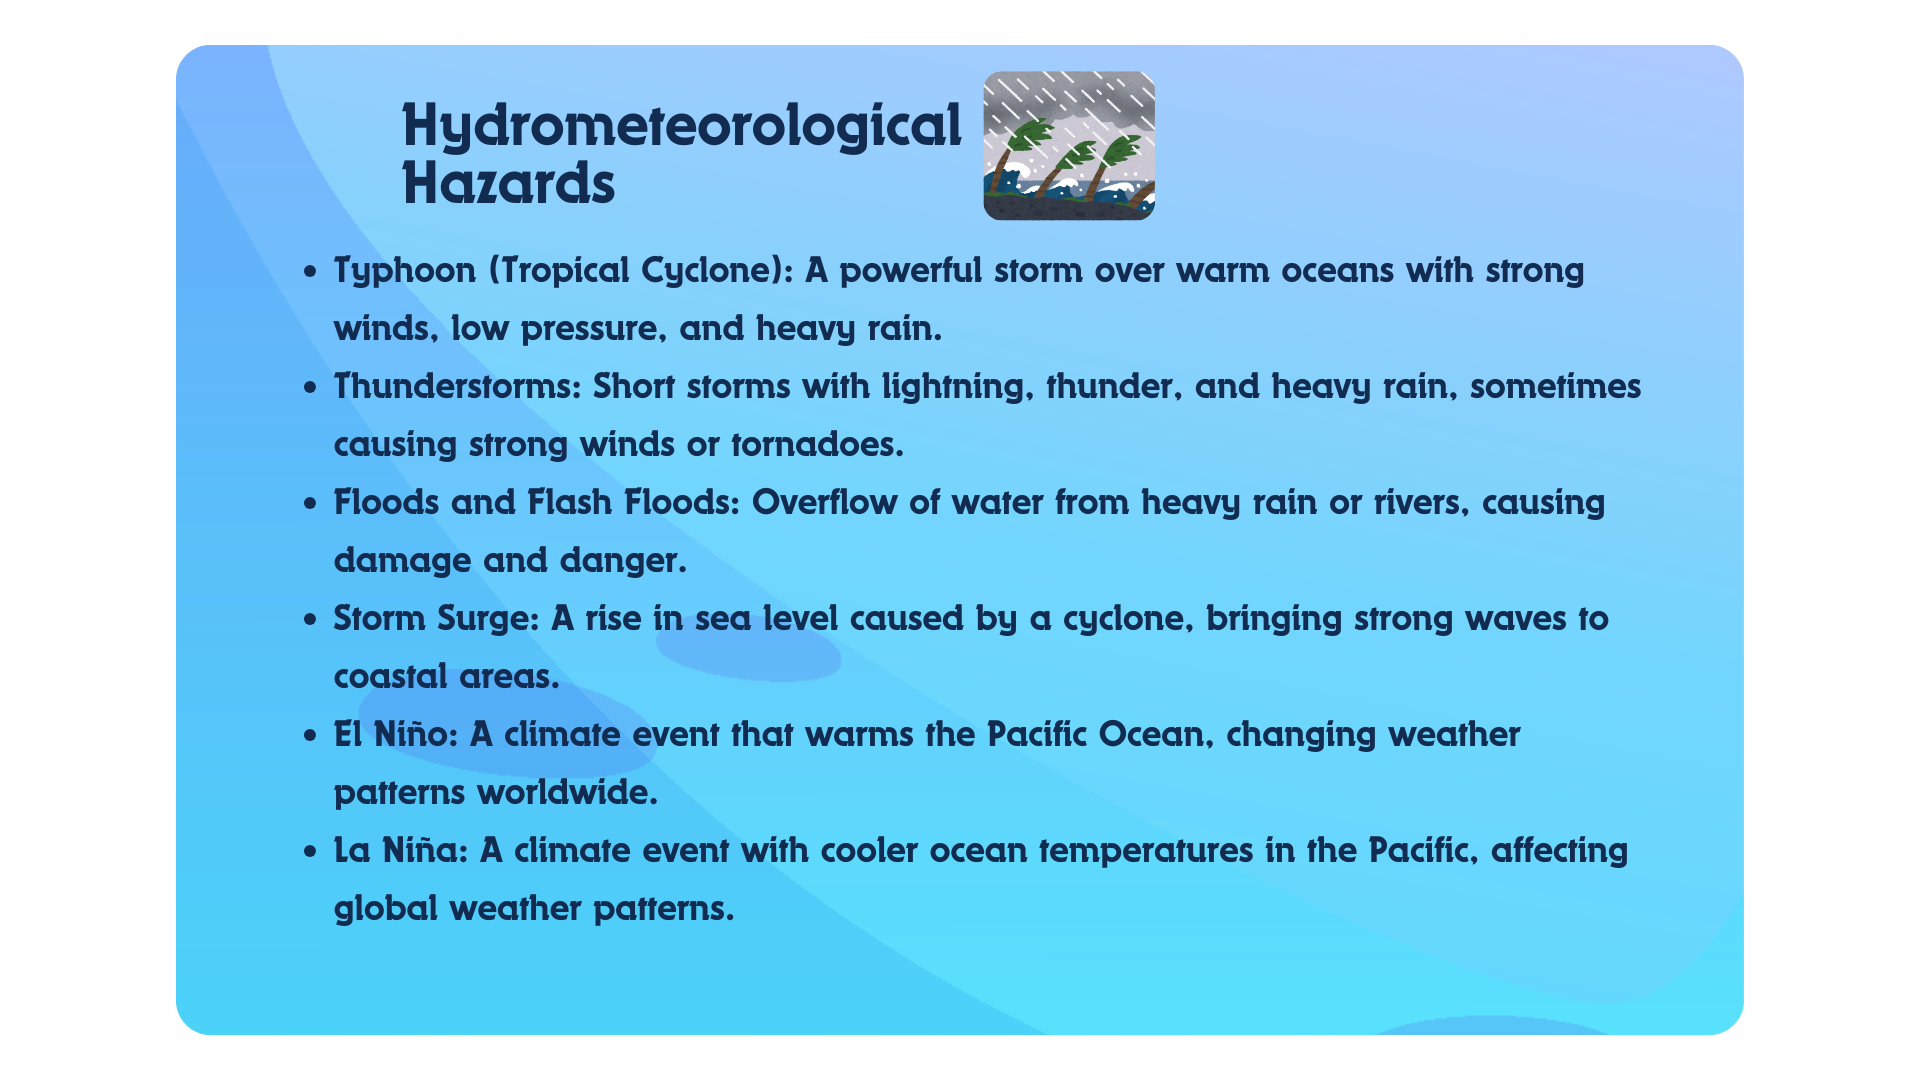 Hydrometeorological
Hazards
• Typhoon (Tropical Cyclone): A powerful storm over warm oceans with strong
winds, low pressure, and heavy rain.
• Thunderstorms: Short storms with lightning, thunder, and heavy rain, sometimes
causing strong winds or tornadoes.
• Floods and Flash Floods: Overflow of water from heavy rain or rivers, causing
damage and danger.
• Storm Surge: A rise in sea level caused by a cyclone, bringing strong waves to
coastal areas.
• El Niño: A climate event that warms the Pacific Ocean, changing weather
patterns worldwide.
• La Niña: A climate event with cooler ocean temperatures in the Pacific, affecting
global weather patterns.